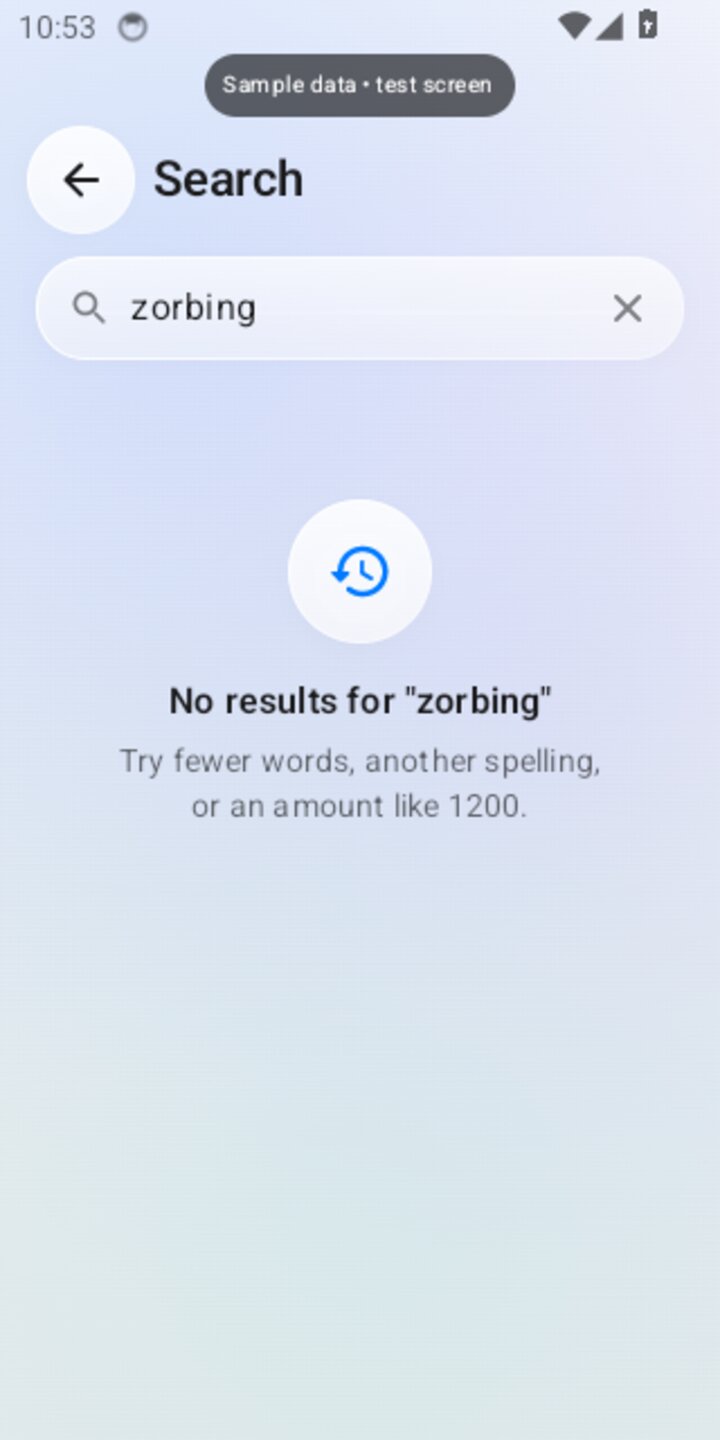 10:53
Sample data • test screen
Search
zorbing
No results for "zorbing"
Try fewer words, another spelling,
or an amount like 1200.